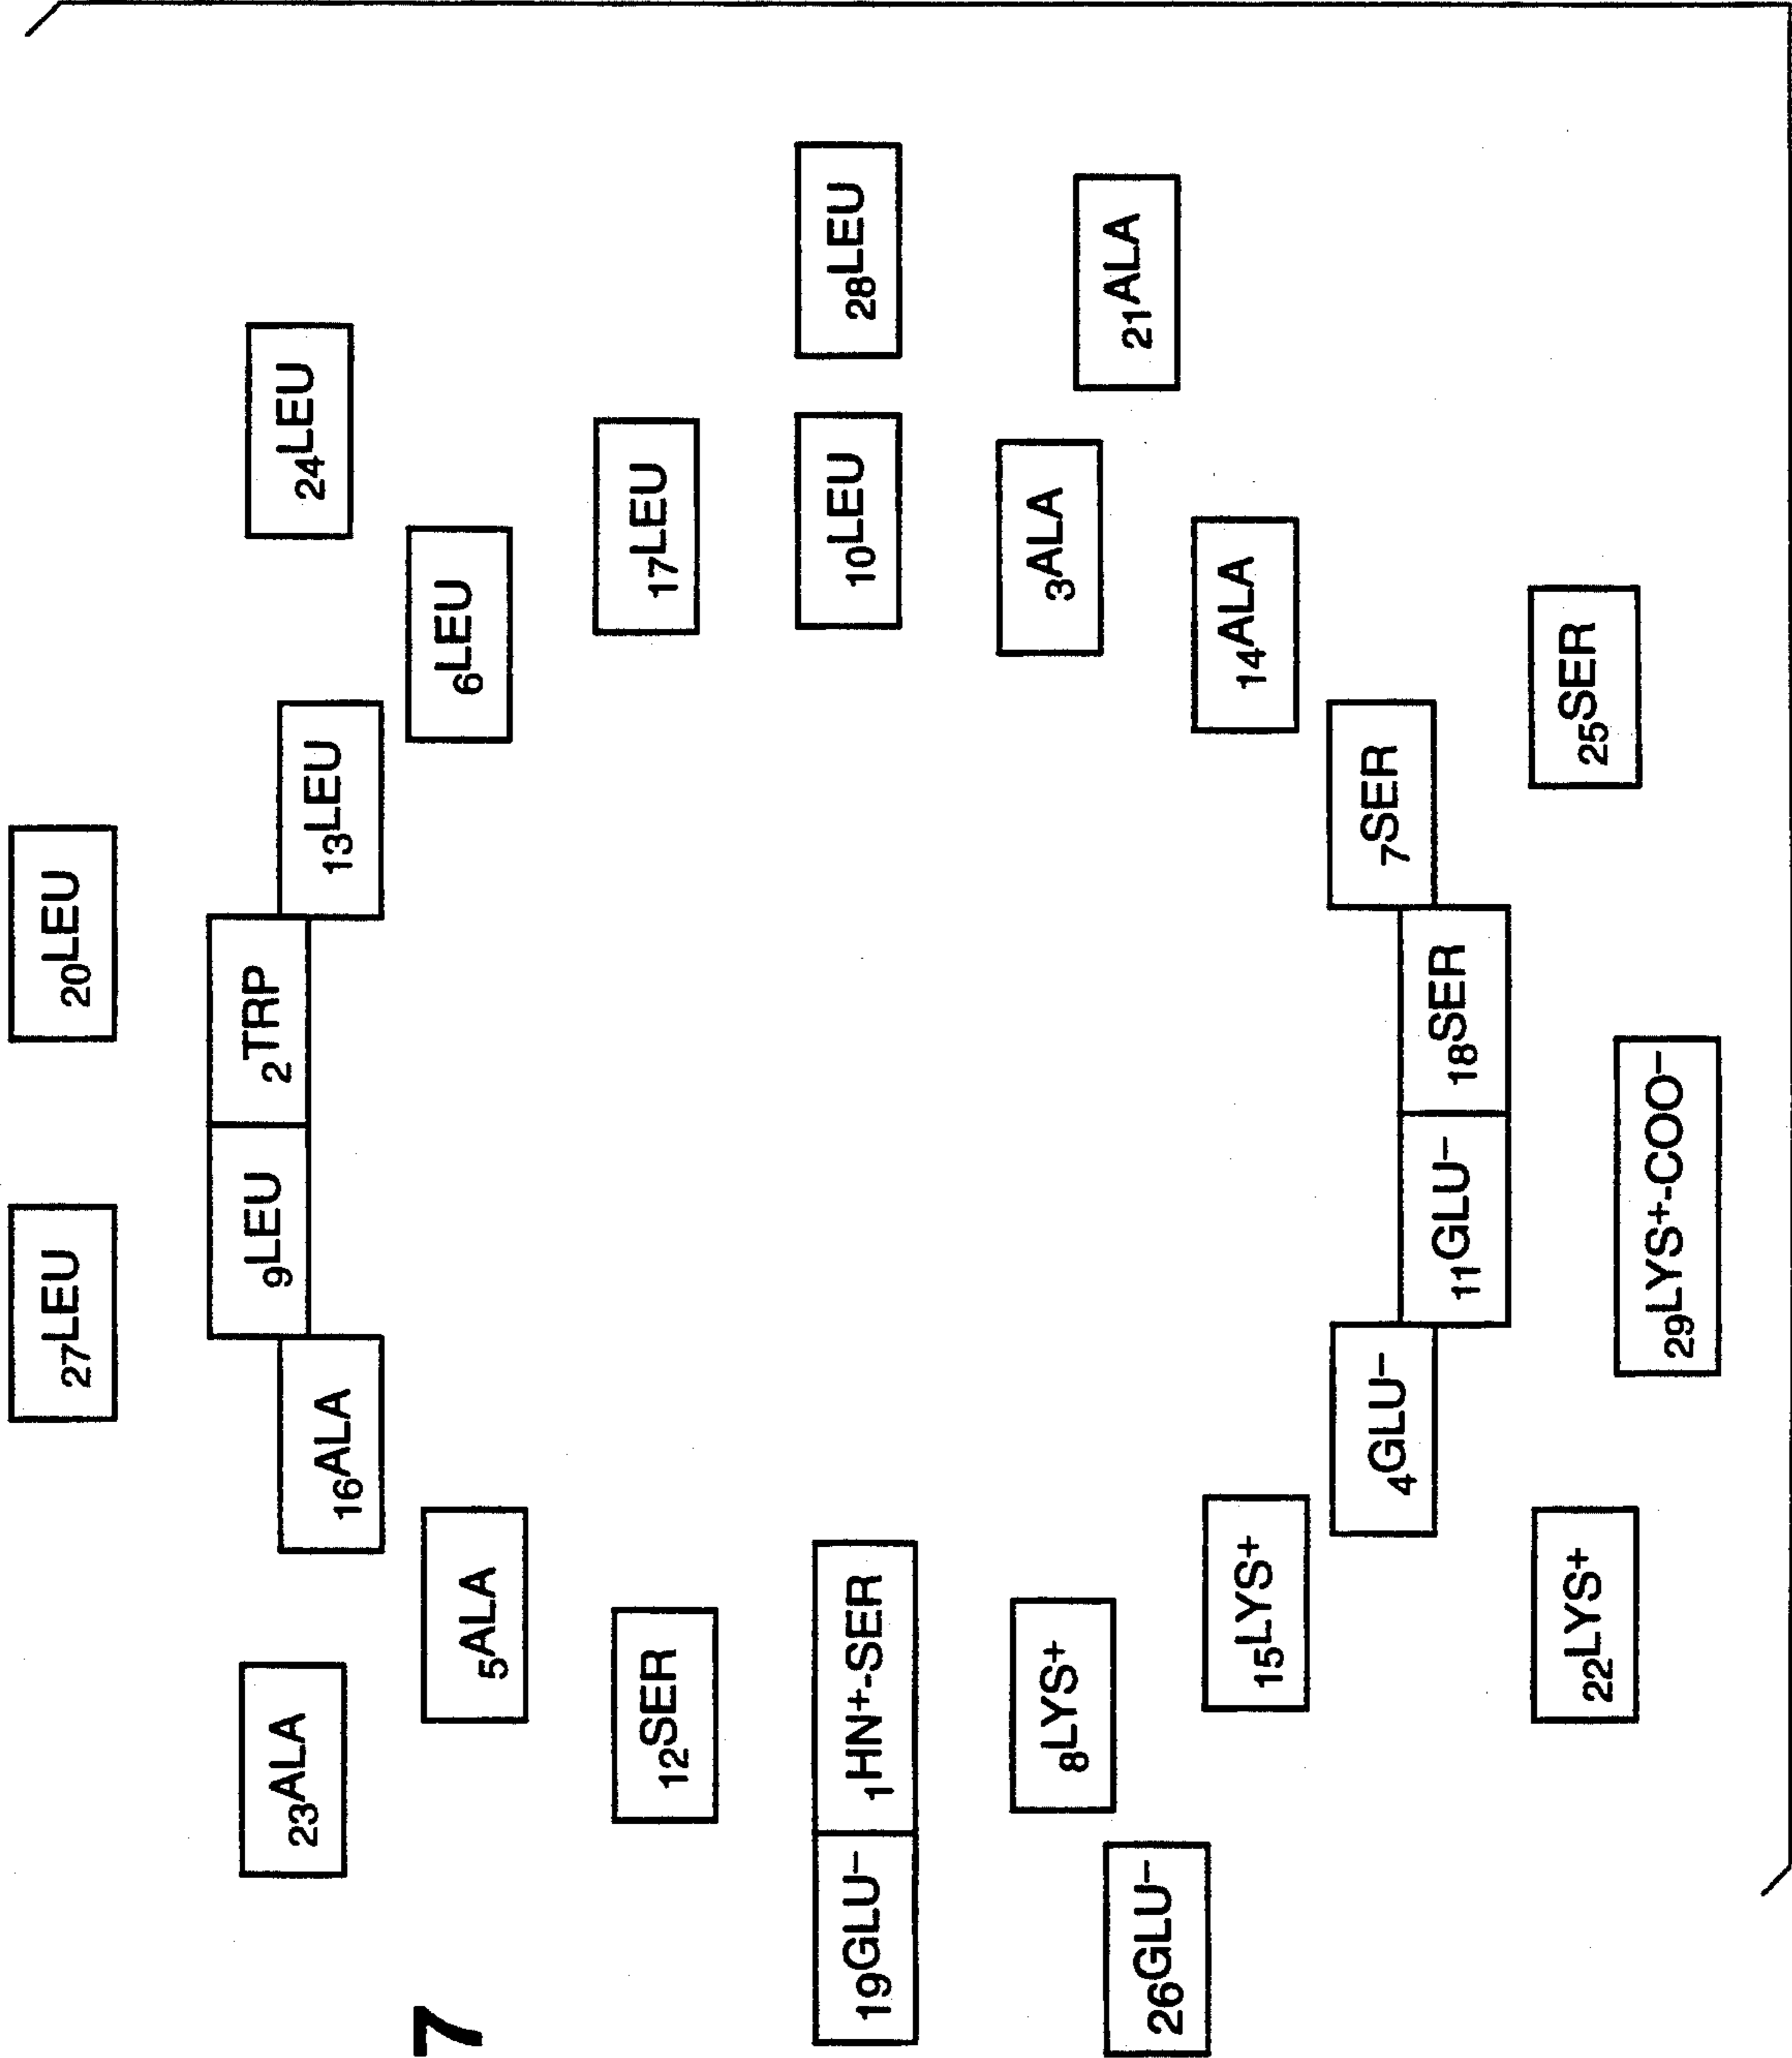 27LEU 20LEU
9LEU 2TRP
23ALA 24LEU
16ALA 13LEU
7 5ALA 6LEU
12SER 17LEU
19GLU⁻ 1HN⁺-SER 10LEU 28LEU
8LYS⁺ 3ALA
26GLU⁻ 21ALA
15LYS⁺ 14ALA
4GLU⁻ 7SER
11GLU⁻ 18SER
22LYS⁺ 25SER
29LYS⁺-COO⁻